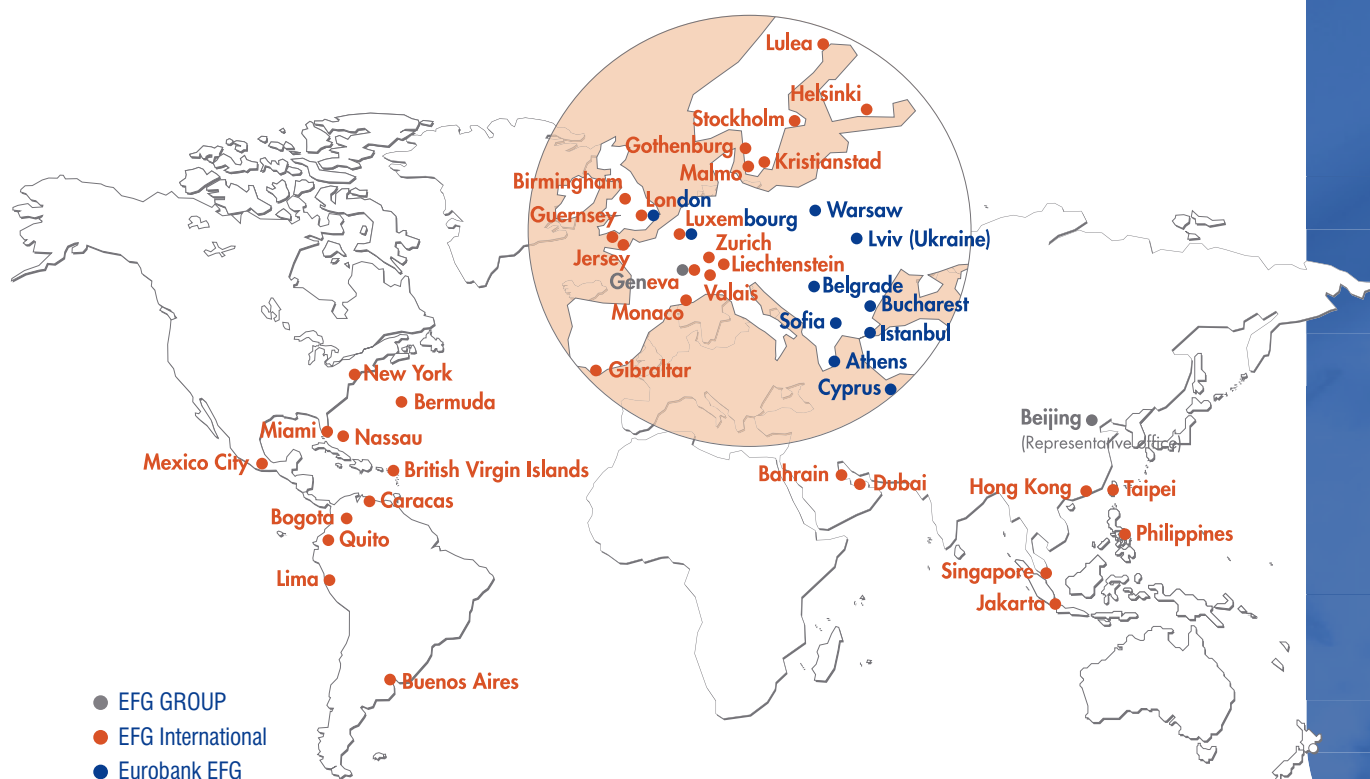 Lulea
Helsinki
Stockholm
Gothenburg
Kristianstad
Malmo
Birmingham
London
Guernsey
Luxembourg
Warsaw
Lviv (Ukraine)
Zurich
Jersey
Liechtenstein
Geneva
Valais
Belgrade
Monaco
Bucharest
Sofia
Istanbul
Athens
Gibraltar
Cyprus
New York
Bermuda
Miami
Nassau
Mexico City
British Virgin Islands
Caracas
Bogota
Quito
Lima
Buenos Aires
Beijing
(Representative office)
Bahrain
Dubai
Hong Kong
Taipei
Philippines
Singapore
Jakarta
EFG GROUP
EFG International
Eurobank EFG